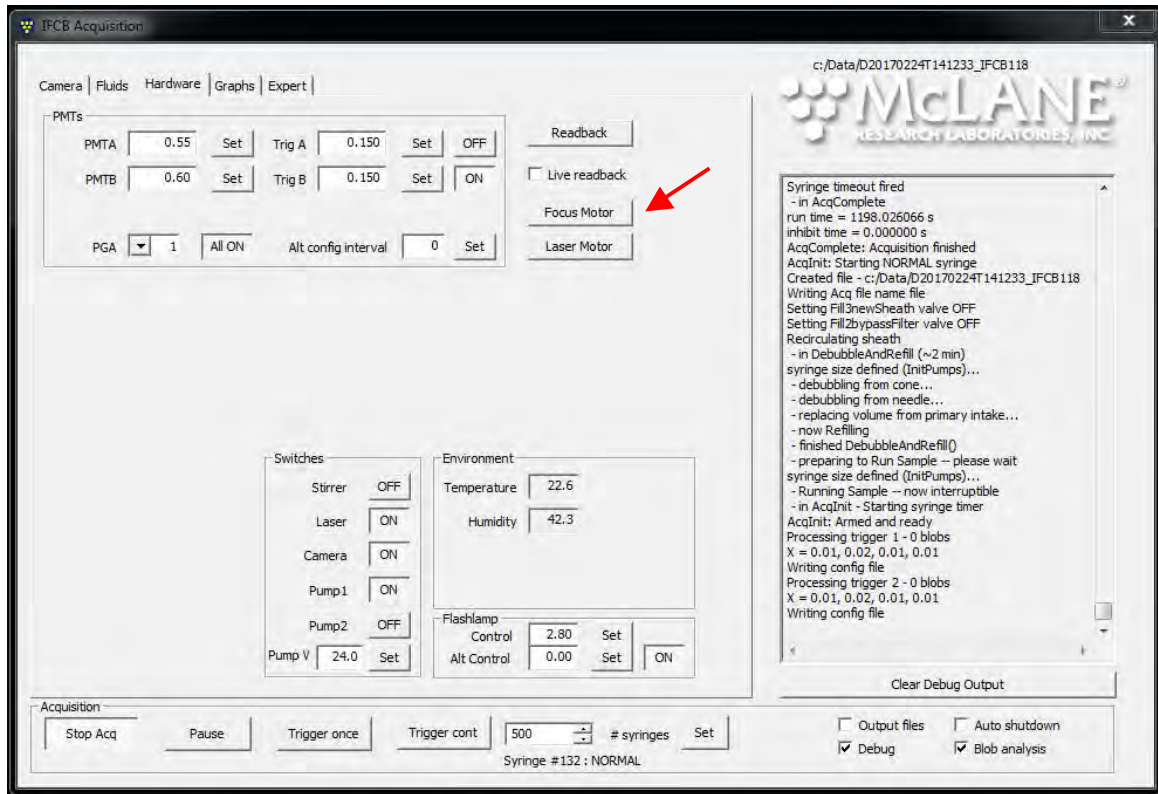 IFCB Acquisition
x
Camera Fluids Hardware Graphs Expert
PMTs
PMTA 0.55 Set Trig A 0.150 Set OFF
PMTB 0.60 Set Trig B 0.150 Set ON
PGA 1 All ON Alt config interval 0 Set
Readback
Live readback
Focus Motor
Laser Motor
Switches
Stirrer OFF
Laser ON
Camera ON
Pump1 ON
Pump2 OFF
Pump V 24.0 Set
Environment
Temperature 22.6
Humidity 42.3
Flashlamp
Control 2.80 Set
Alt Control 0.00 Set ON
c:/Data/D20170224T141233_IFCB118
McLANE®
RESEARCH LABORATORIES, INC
Syringe timeout fired
- in AcqComplete
run time = 1198.026066 s
inhibit time = 0.000000 s
AcqComplete: Acquisition finished
AcqInit: Starting NORMAL syringe
Created file - c:/Data/D20170224T141233_IFCB118
Writing Acq file name file
Setting Fill3newSheath valve OFF
Setting Fill2bypassFilter valve OFF
Recirculating sheath
- in DebubbleAndRefill (~2 min)
syringe size defined (InitPumps)...
- debubbling from cone...
- debubbling from needle...
- replacing volume from primary intake...
- now Refilling
- finished DebubbleAndRefill()
- preparing to Run Sample -- please wait
syringe size defined (InitPumps)...
- Running Sample -- now interruptible
- in AcqInit - Starting syringe timer
AcqInit: Armed and ready
Processing trigger 1 - 0 blobs
X = 0.01, 0.02, 0.01, 0.01
Writing config file
Processing trigger 2 - 0 blobs
X = 0.01, 0.02, 0.01, 0.01
Writing config file
Clear Debug Output
Acquisition
Stop Acq Pause Trigger once Trigger cont 500 # syringes Set
Syringe #132 : NORMAL
Output files Auto shutdown
Debug Blob analysis